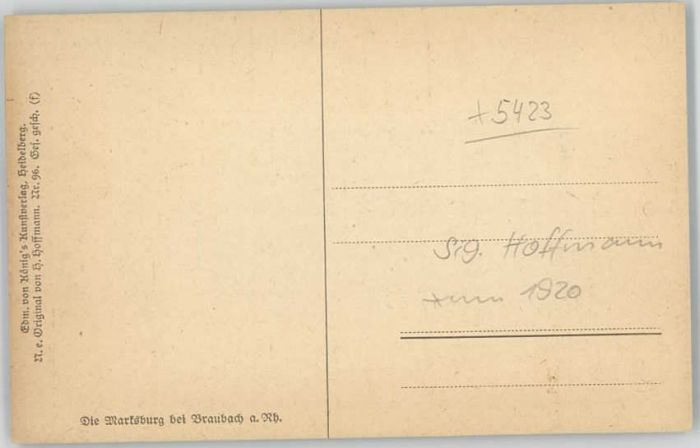 Edm. von König's Kunstverlag, Heidelberg.
N. e. Original von H. Hoffmann. Nr. 96. Ges. gesch. (f)
Die Marksburg bei Braubach a. Rh.
+5423
sig. Hoffmann
1920